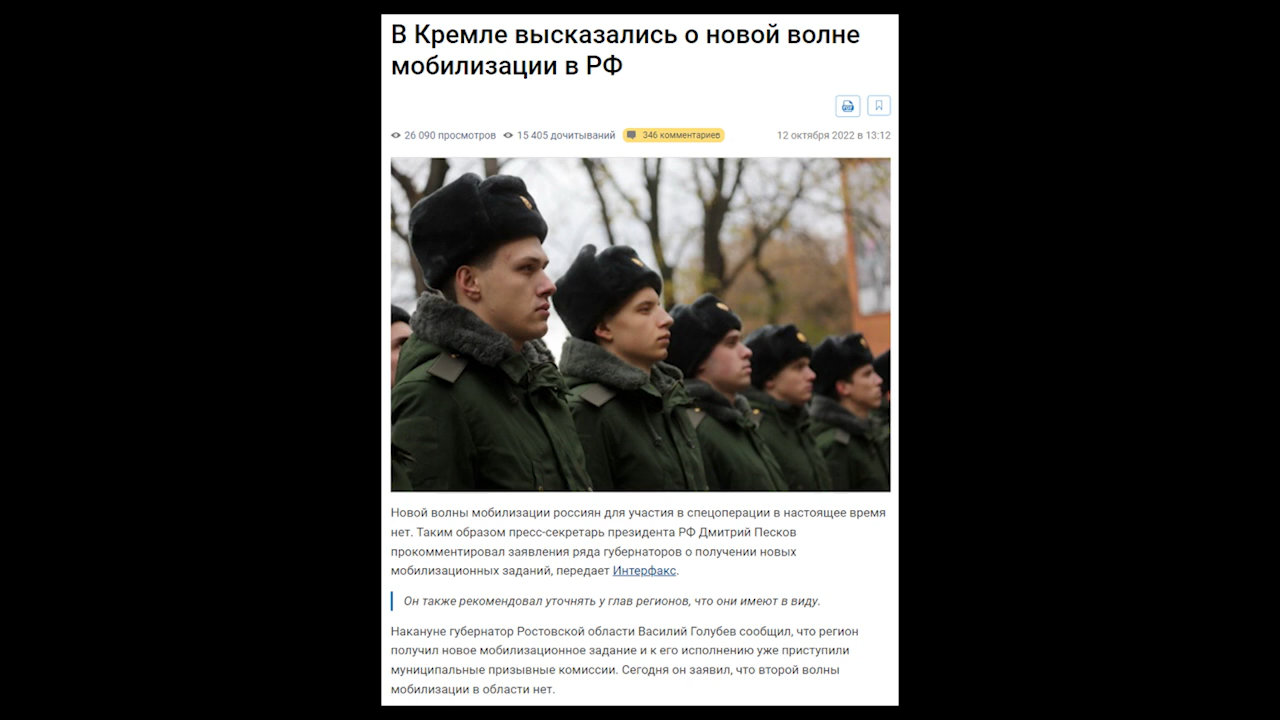 В Кремле высказались о новой волне
мобилизации в РФ
26 090 просмотров 15 405 дочитываний 346 комментариев 12 октября 2022 в 13:12
Новой волны мобилизации россиян для участия в спецоперации в настоящее время
нет. Таким образом пресс-секретарь президента РФ Дмитрий Песков
прокомментировал заявления ряда губернаторов о получении новых
мобилизационных заданий, передает Интерфакс.
Он также рекомендовал уточнять у глав регионов, что они имеют в виду.
Накануне губернатор Ростовской области Василий Голубев сообщил, что регион
получил новое мобилизационное задание и к его исполнению уже приступили
муниципальные призывные комиссии. Сегодня он заявил, что второй волны
мобилизации в области нет.